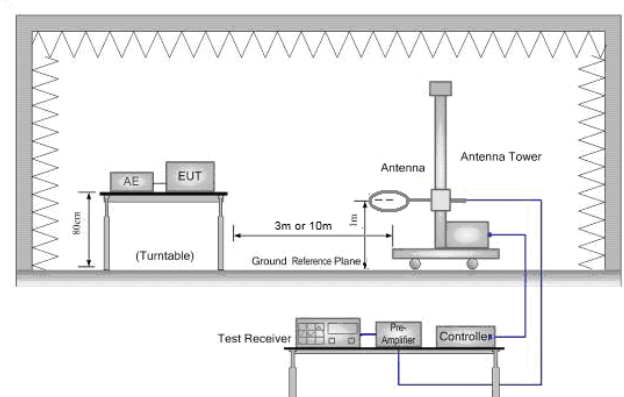 Antenna Tower
Antenna
AE
EUT
80cm
1m
3m or 10m
(Turntable)
Ground Reference Plane
Test Receiver
Pre-
Amplifier
Controller